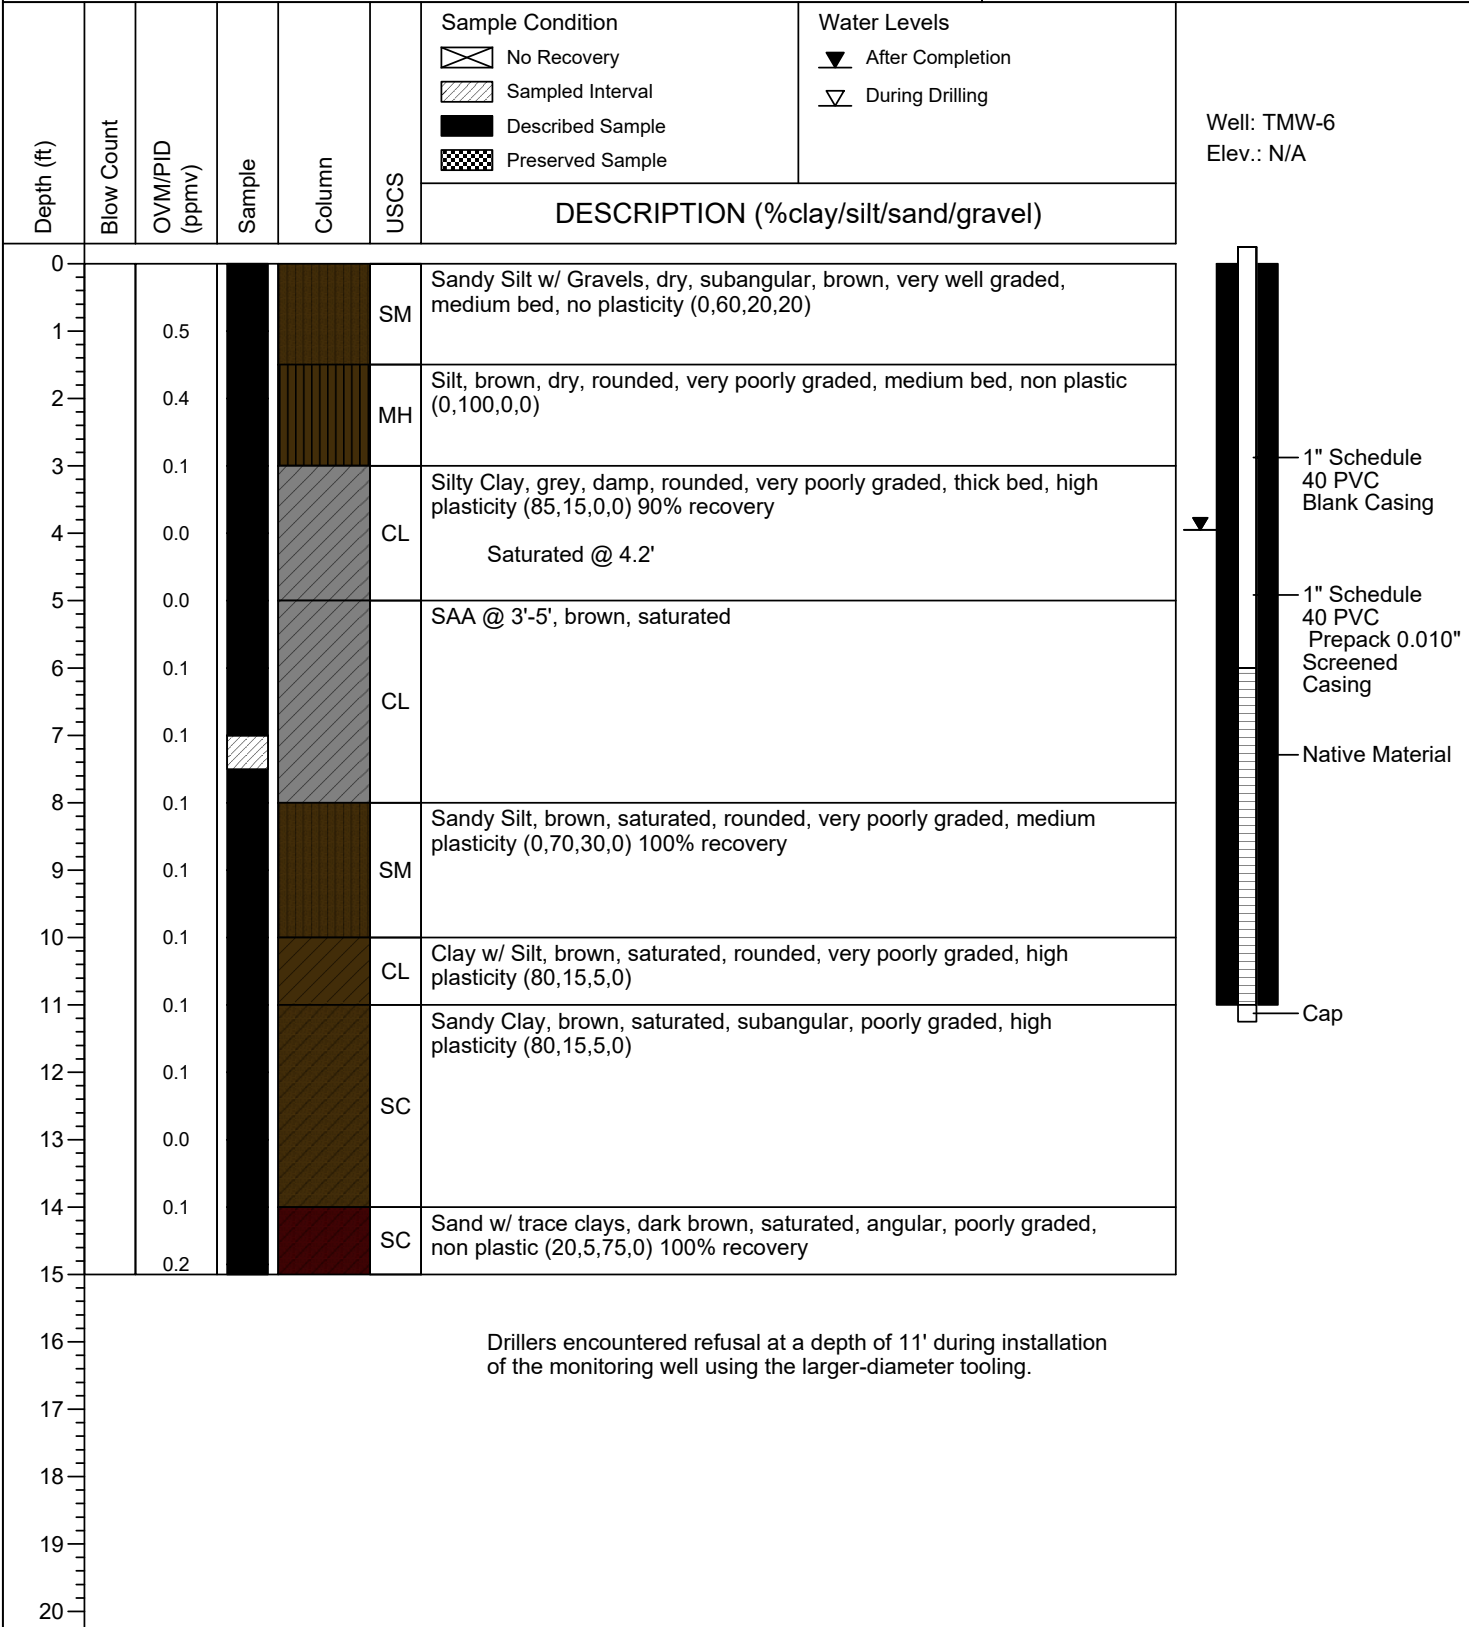 Sample Condition
No Recovery
Sampled Interval
Described Sample
Preserved Sample
Water Levels
After Completion
During Drilling
Well: TMW-6
Elev.: N/A
Depth (ft)
Blow Count
OVM/PID
(ppmv)
Sample
Column
USCS
DESCRIPTION (%clay/silt/sand/gravel)
0
SM
Sandy Silt w/ Gravels, dry, subangular, brown, very well graded,
medium bed, no plasticity (0,60,20,20)
1
0.5
MH
Silt, brown, dry, rounded, very poorly graded, medium bed, non plastic
(0,100,0,0)
2
0.4
3
0.1
CL
Silty Clay, grey, damp, rounded, very poorly graded, thick bed, high
plasticity (85,15,0,0) 90% recovery
Saturated @ 4.2'
4
0.0
5
0.0
CL
SAA @ 3'-5', brown, saturated
6
0.1
7
0.1
8
0.1
SM
Sandy Silt, brown, saturated, rounded, very poorly graded, medium
plasticity (0,70,30,0) 100% recovery
9
0.1
10
0.1
CL
Clay w/ Silt, brown, saturated, rounded, very poorly graded, high
plasticity (80,15,5,0)
11
0.1
SC
Sandy Clay, brown, saturated, subangular, poorly graded, high
plasticity (80,15,5,0)
12
0.1
13
0.0
14
0.1
SC
Sand w/ trace clays, dark brown, saturated, angular, poorly graded,
non plastic (20,5,75,0) 100% recovery
0.2
15
16
17
18
19
20
Drillers encountered refusal at a depth of 11' during installation
of the monitoring well using the larger-diameter tooling.
1" Schedule
40 PVC
Blank Casing
1" Schedule
40 PVC
Prepack 0.010"
Screened
Casing
Native Material
Cap